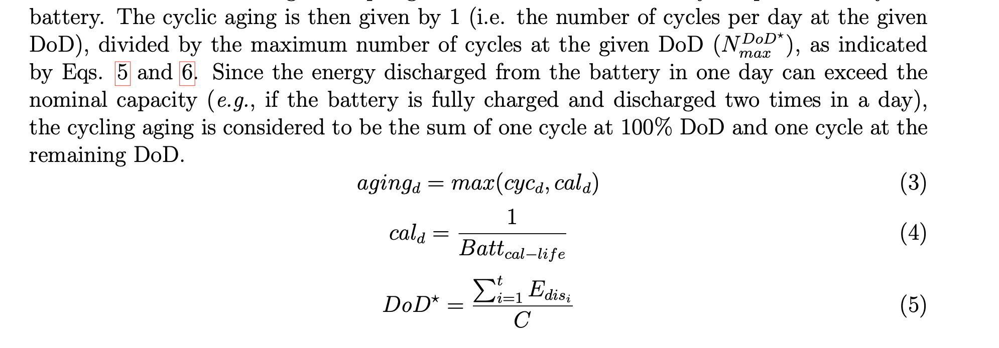 battery. The cyclic aging is then given by 1 (i.e. the number of cycles per day at the given
DoD), divided by the maximum number of cycles at the given DoD ($N_{max}^{DoD^\star}$), as indicated
by Eqs. 5 and 6. Since the energy discharged from the battery in one day can exceed the
nominal capacity (e.g., if the battery is fully charged and discharged two times in a day),
the cycling aging is considered to be the sum of one cycle at 100% DoD and one cycle at the
remaining DoD.
$aging_d = max(cyc_d, cal_d)$ (3)
$cal_d = \frac{1}{Batt_{cal-life}}$ (4)
$DoD^\star = \frac{\sum_{i=1}^{t} E_{dis_i}}{C}$ (5)